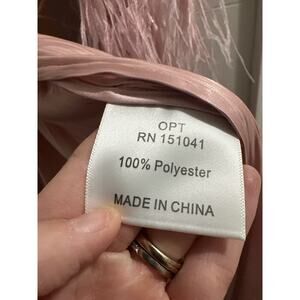 OPT
RN 151041
100% Polyester
MADE IN CHINA